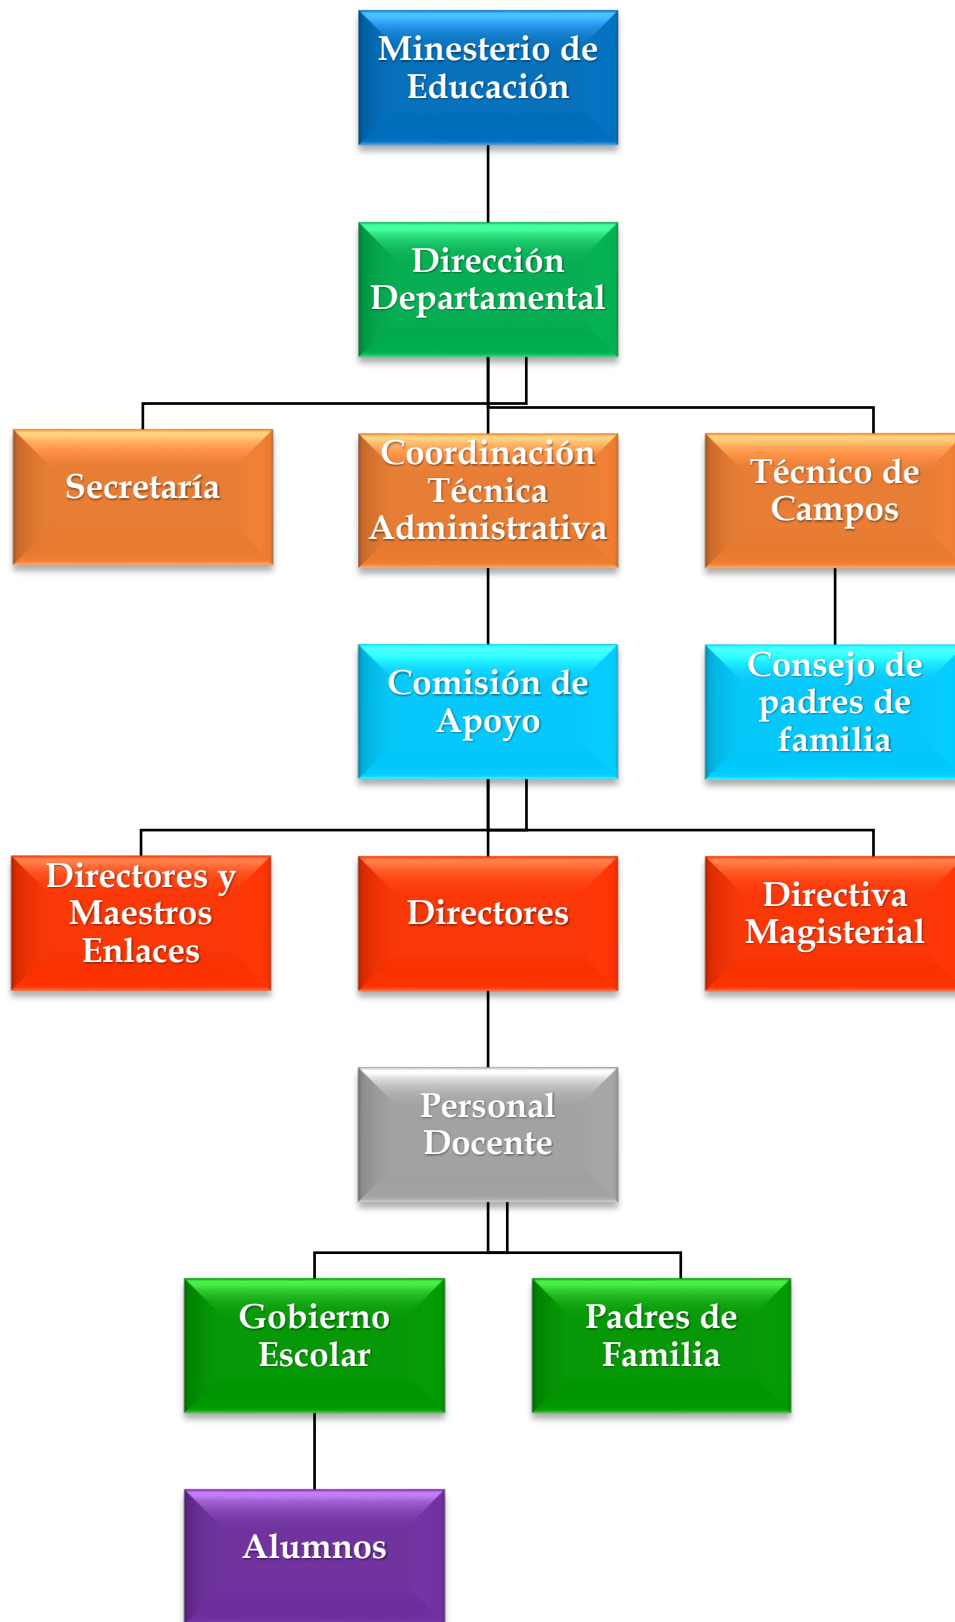 Minesterio de
Educación
Dirección
Departamental
Secretaría
Coordinación
Técnica
Administrativa
Técnico de
Campos
Comisión de
Apoyo
Consejo de
padres de
familia
Directores y
Maestros
Enlaces
Directores
Directiva
Magisterial
Personal
Docente
Gobierno
Escolar
Padres de
Familia
Alumnos